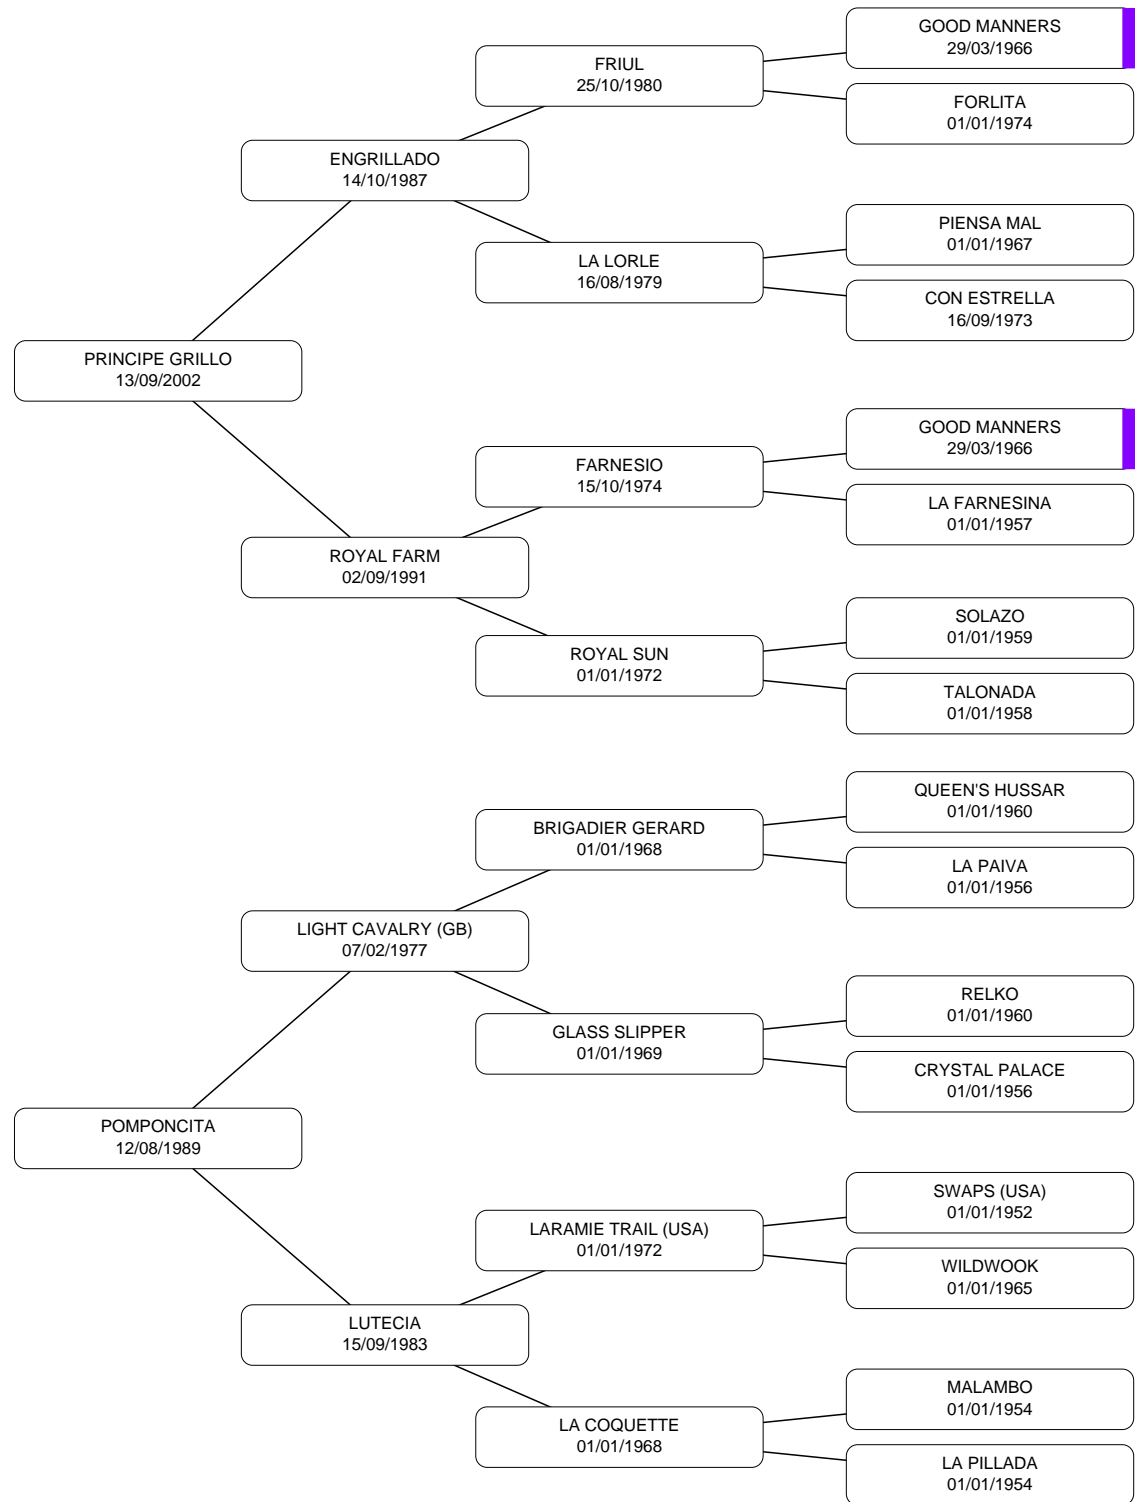 GOOD MANNERS
29/03/1966
FRIUL
25/10/1980
FORLITA
01/01/1974
ENGRILLADO
14/10/1987
PIENSA MAL
01/01/1967
LA LORLE
16/08/1979
CON ESTRELLA
16/09/1973
PRINCIPE GRILLO
13/09/2002
GOOD MANNERS
29/03/1966
FARNESIO
15/10/1974
LA FARNESINA
01/01/1957
ROYAL FARM
02/09/1991
SOLAZO
01/01/1959
ROYAL SUN
01/01/1972
TALONADA
01/01/1958
QUEEN'S HUSSAR
01/01/1960
BRIGADIER GERARD
01/01/1968
LA PAIVA
01/01/1956
LIGHT CAVALRY (GB)
07/02/1977
RELKO
01/01/1960
GLASS SLIPPER
01/01/1969
CRYSTAL PALACE
01/01/1956
POMPONCITA
12/08/1989
SWAPS (USA)
01/01/1952
LARAMIE TRAIL (USA)
01/01/1972
WILDWOOK
01/01/1965
LUTECIA
15/09/1983
MALAMBO
01/01/1954
LA COQUETTE
01/01/1968
LA PILLADA
01/01/1954